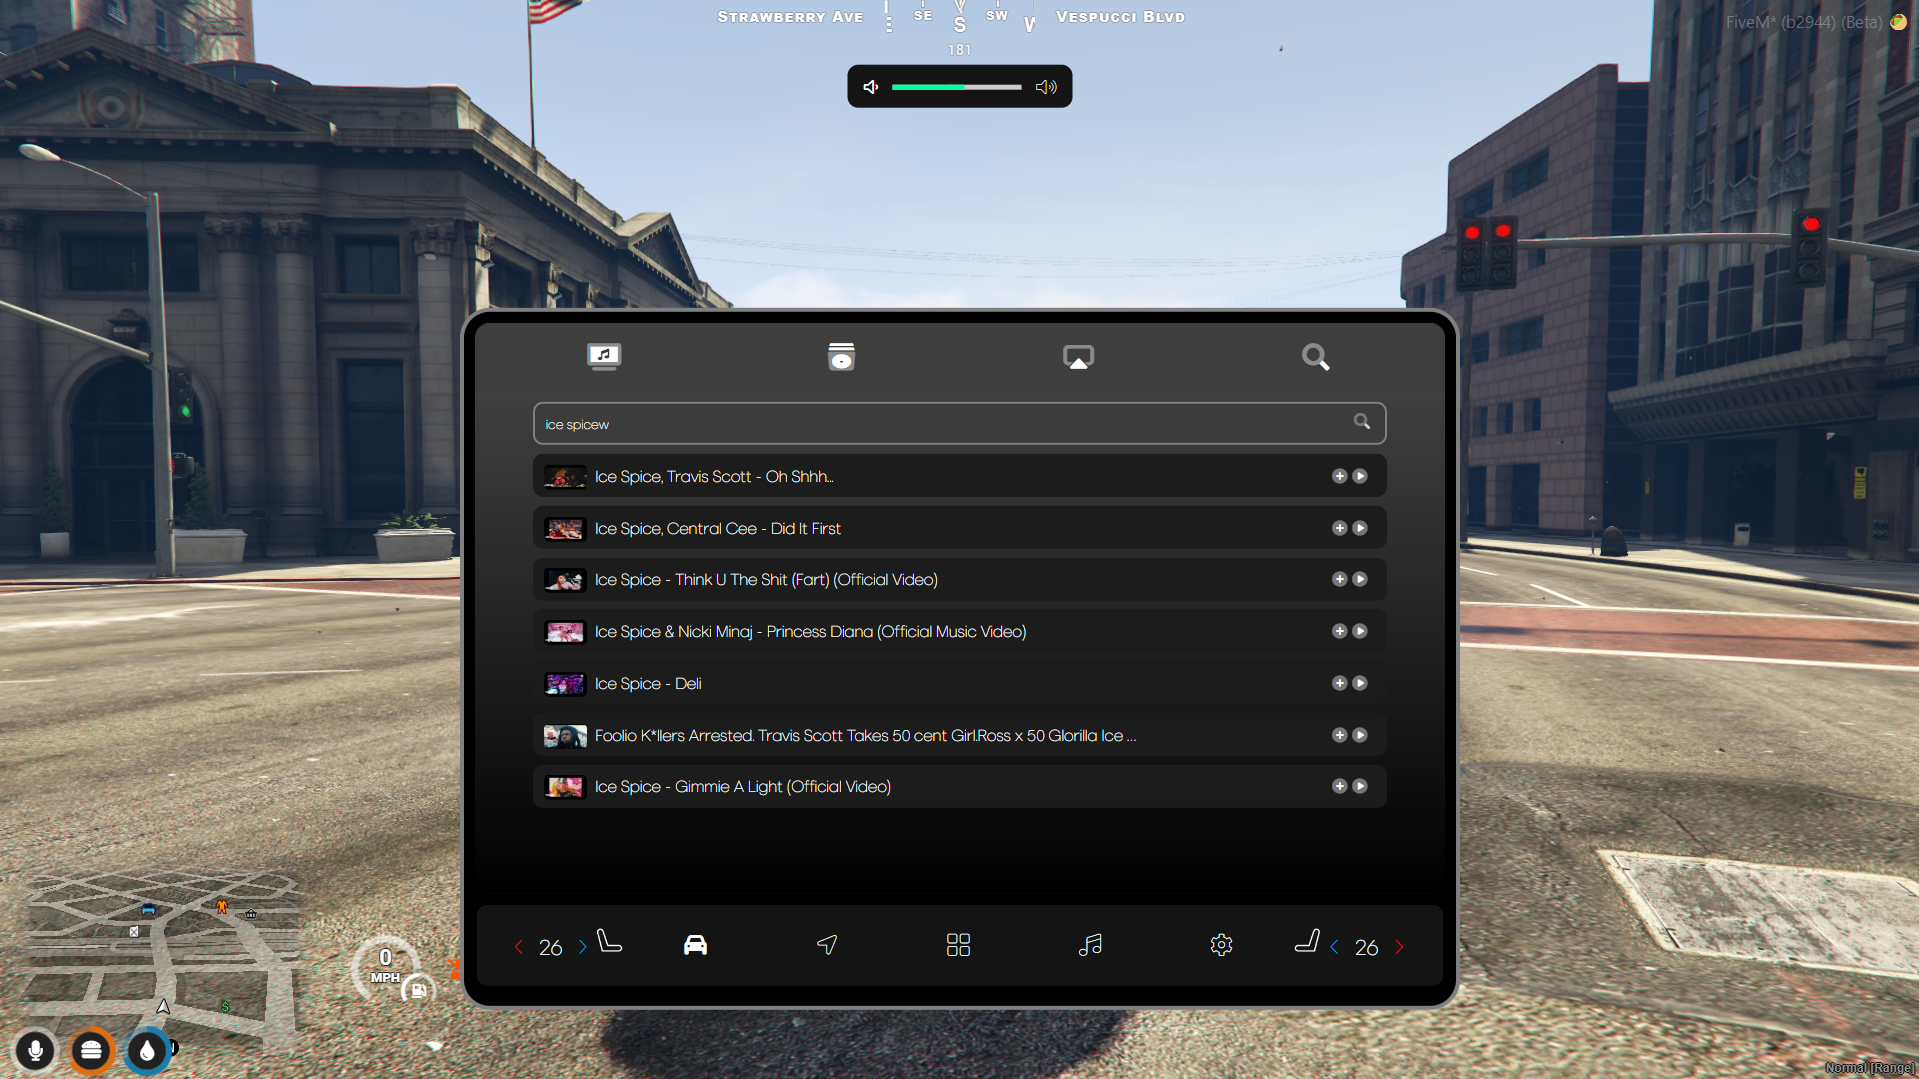 Strawberry Ave
SE
S
SW
W
Vespucci Blvd
181
FiveM* (b2944) (Beta)
ice spicew
Ice Spice, Travis Scott - Oh Shhh...
Ice Spice, Central Cee - Did It First
Ice Spice - Think U The Shit (Fart) (Official Video)
Ice Spice & Nicki Minaj - Princess Diana (Official Music Video)
Ice Spice - Deli
Foolio K*llers Arrested. Travis Scott Takes 50 cent Girl.Ross x 50 Glorilla Ice ...
Ice Spice - Gimmie A Light (Official Video)
< 26 >
< 26 >
0
MPH
$
Normal [Range]